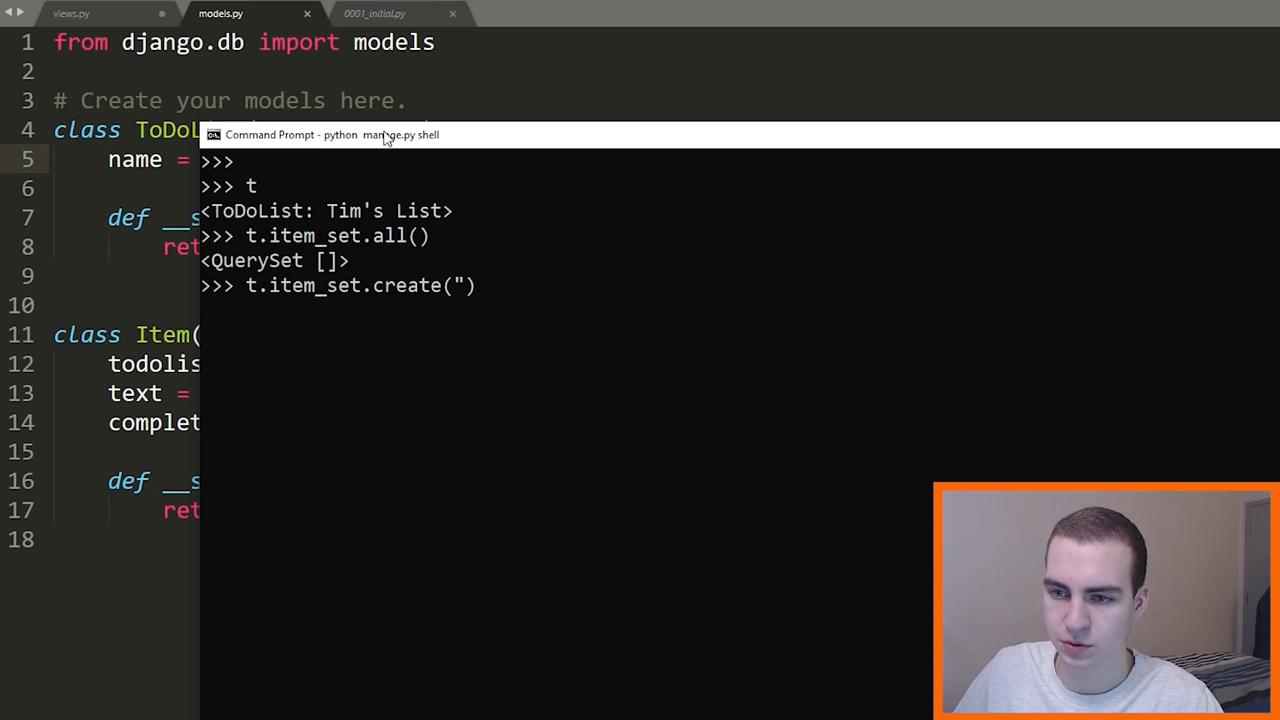 views.py models.py 0001_initial.py
1 from django.db import models
2
3 # Create your models here.
4 class ToDoL
5 name =
6
7 def __s
8 ret
9
10
11 class Item(
12 todolis
13 text =
14 complet
15
16 def __s
17 ret
18
Command Prompt - python manage.py shell
>>>
>>> t
<ToDoList: Tim's List>
>>> t.item_set.all()
<QuerySet []>
>>> t.item_set.create(")